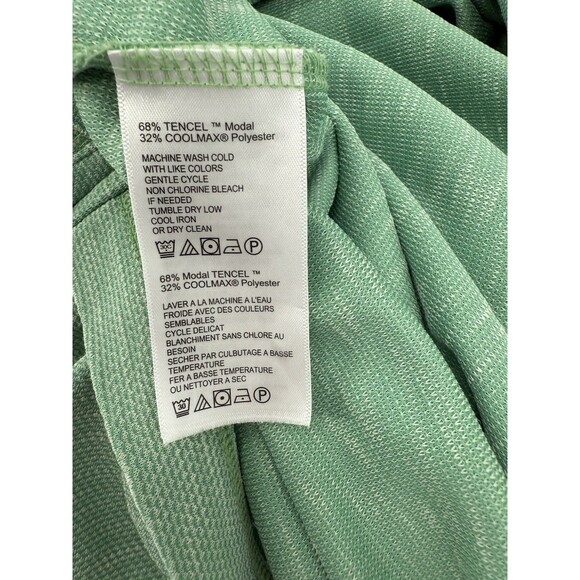 68% TENCEL ™ Modal
32% COOLMAX® Polyester
MACHINE WASH COLD
WITH LIKE COLORS
GENTLE CYCLE
NON CHLORINE BLEACH
IF NEEDED
TUMBLE DRY LOW
COOL IRON
OR DRY CLEAN
30C P
68% Modal TENCEL ™
32% COOLMAX® Polyester
LAVER A LA MACHINE A L'EAU
FROIDE AVEC DES COULEURS
SEMBLABLES
CYCLE DELICAT
BLANCHIMENT SANS CHLORE AU
BESOIN
SECHER PAR CULBUTAGE A BASSE
TEMPERATURE
FER A BASSE TEMPERATURE
OU NETTOYER A SEC
30 P